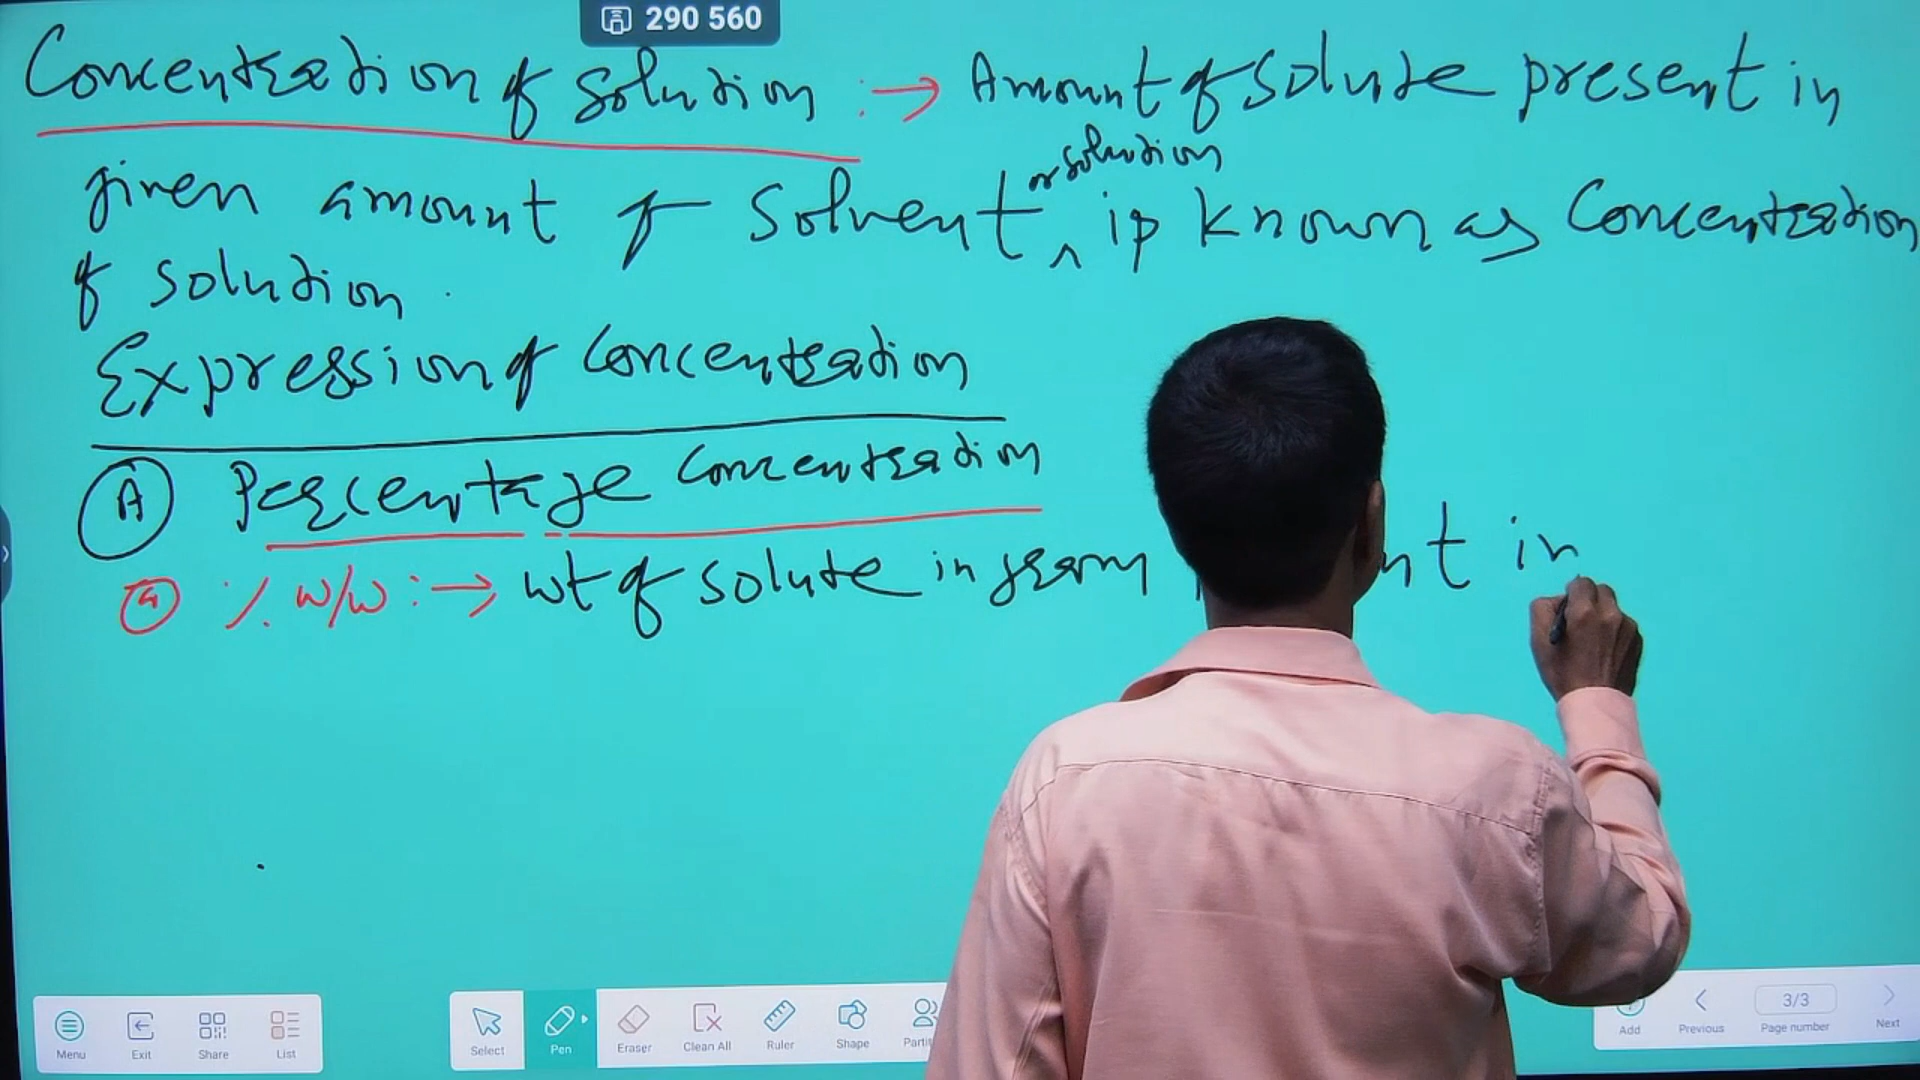 290 560
Concentration of solution :→ Amount of solute present in
or solution
given amount of solvent ^ is known as concentration
of solution.
Expression of concentration
(A) Percentage concentration
(a) % w/w :→ wt of solute in gram in
Menu Exit Share List Select Pen Eraser Clean All Ruler Shape Add Previous 3/3 Page number Next